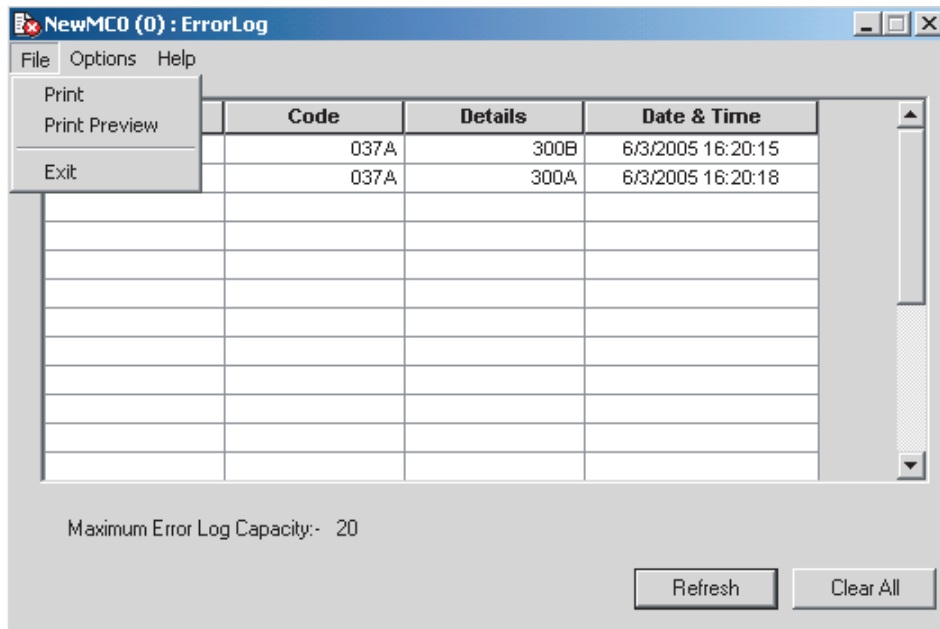 NewMC0 (0) : ErrorLog
File Options Help
Print
Print Preview
Exit
Code Details Date & Time
037A 300B 6/3/2005 16:20:15
037A 300A 6/3/2005 16:20:18
Maximum Error Log Capacity:- 20
Refresh Clear All